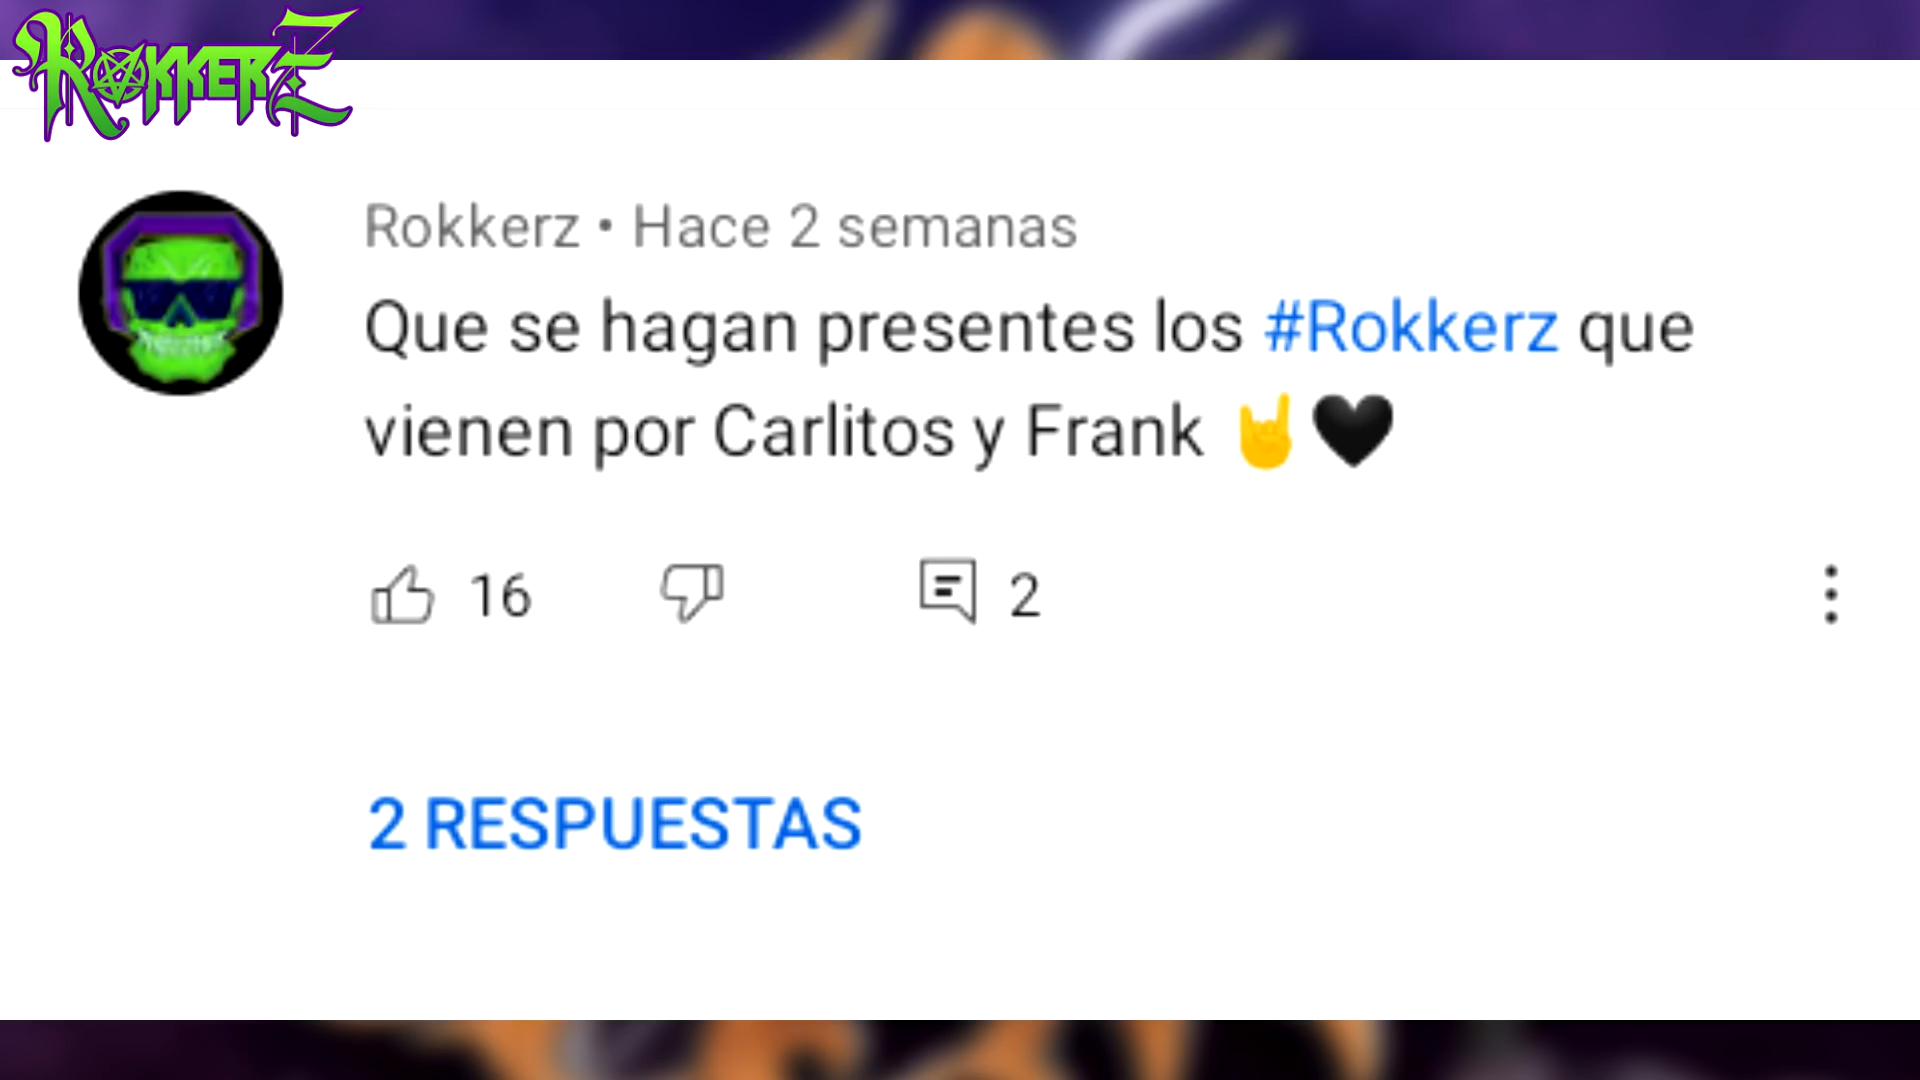 RokkerZ
Rokkerz • Hace 2 semanas
Que se hagan presentes los #Rokkerz que
vienen por Carlitos y Frank 🤘🖤
16
2
2 RESPUESTAS